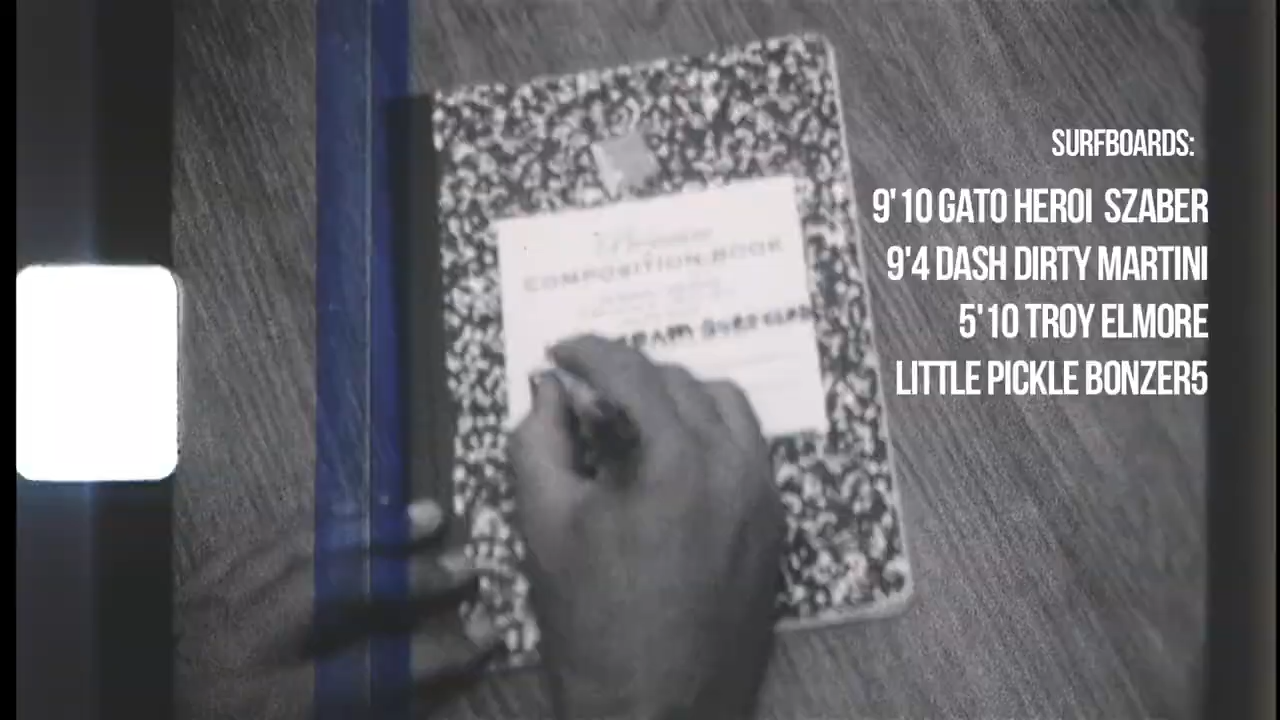 SURFBOARDS:
9'10 GATO HEROI SZABER
9'4 DASH DIRTY MARTINI
5'10 TROY ELMORE
LITTLE PICKLE BONZER5
COMPOSITION BOOK